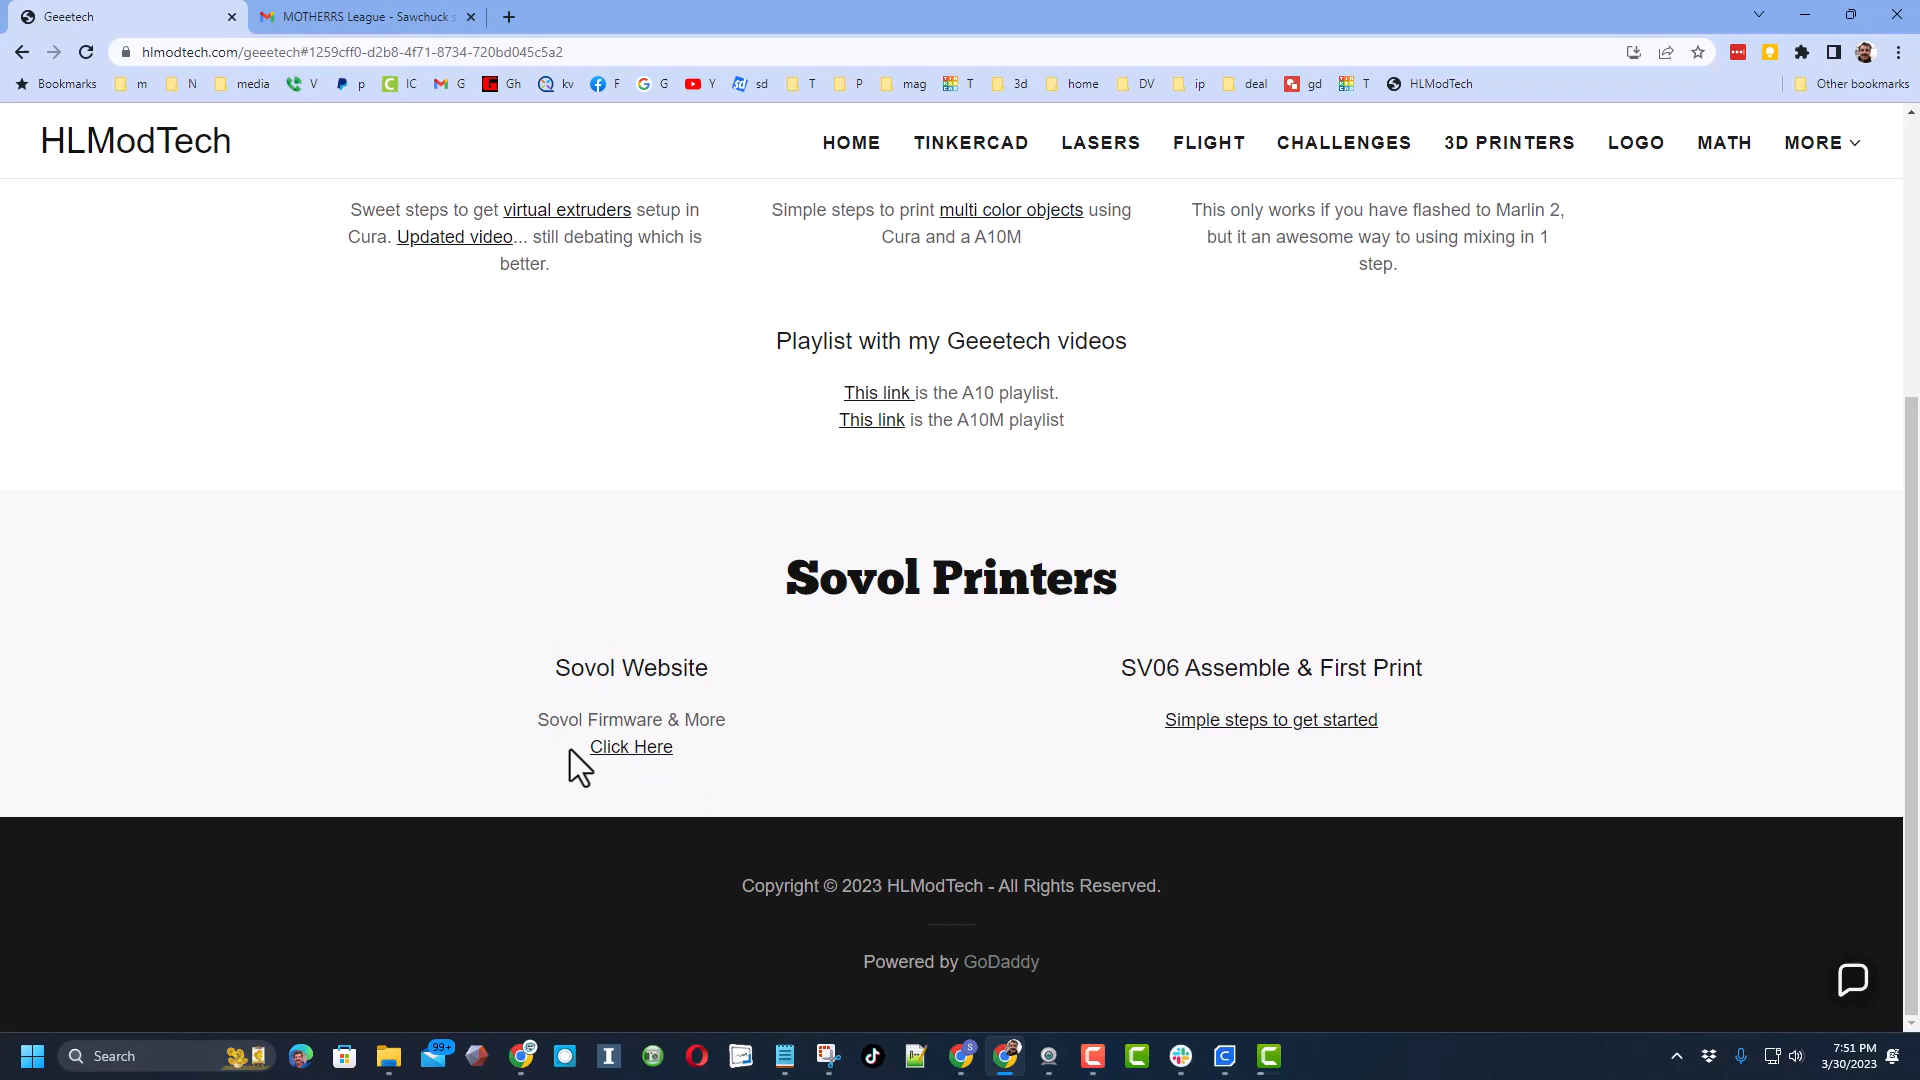 Geeetech
MOTHERRS League - Sawchuck s
hlmodtech.com/geeetech#1259cff0-d2b8-4f71-8734-720bd045c5a2
Bookmarks m N media V p IC G Gh kv F G Y sd T P mag T 3d home DV ip deal gd T HLModTech Other bookmarks
HLModTech
HOME TINKERCAD LASERS FLIGHT CHALLENGES 3D PRINTERS LOGO MATH MORE
Sweet steps to get virtual extruders setup in
Cura. Updated video... still debating which is
better.
Simple steps to print multi color objects using
Cura and a A10M
This only works if you have flashed to Marlin 2,
but it an awesome way to using mixing in 1
step.
Playlist with my Geeetech videos
This link is the A10 playlist.
This link is the A10M playlist
Sovol Printers
Sovol Website
Sovol Firmware & More
Click Here
SV06 Assemble & First Print
Simple steps to get started
Copyright © 2023 HLModTech - All Rights Reserved.
Powered by GoDaddy
Search
99+
7:51 PM
3/30/2023